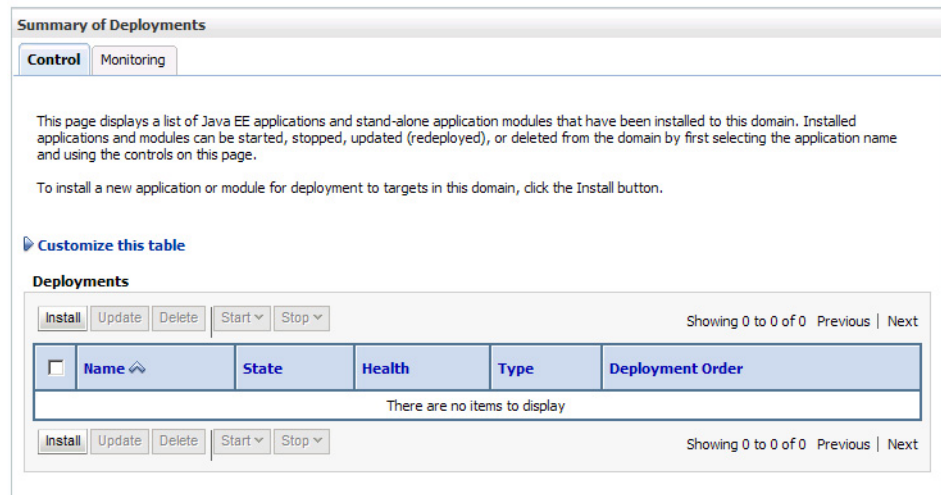 Summary of Deployments
Control Monitoring
This page displays a list of Java EE applications and stand-alone application modules that have been installed to this domain. Installed
applications and modules can be started, stopped, updated (redeployed), or deleted from the domain by first selecting the application name
and using the controls on this page.
To install a new application or module for deployment to targets in this domain, click the Install button.
Customize this table
Deployments
Install Update Delete Start Stop Showing 0 to 0 of 0 Previous | Next
Name State Health Type Deployment Order
There are no items to display
Install Update Delete Start Stop Showing 0 to 0 of 0 Previous | Next